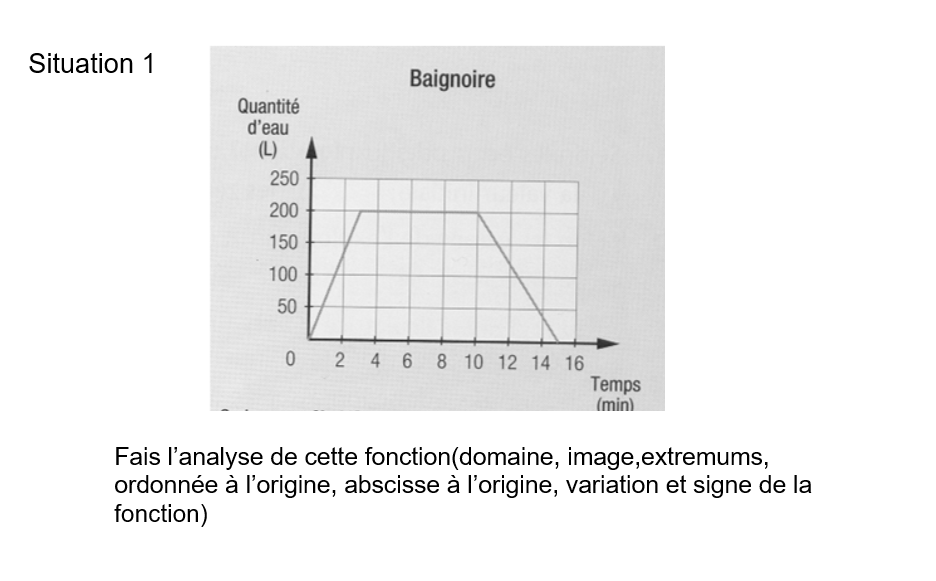 Situation 1
Baignoire
Quantité
d'eau
(L)
250
200
150
100
50
0 2 4 6 8 10 12 14 16
Temps
(min)
Fais l'analyse de cette fonction(domaine, image,extremums,
ordonnée à l'origine, abscisse à l'origine, variation et signe de la
fonction)